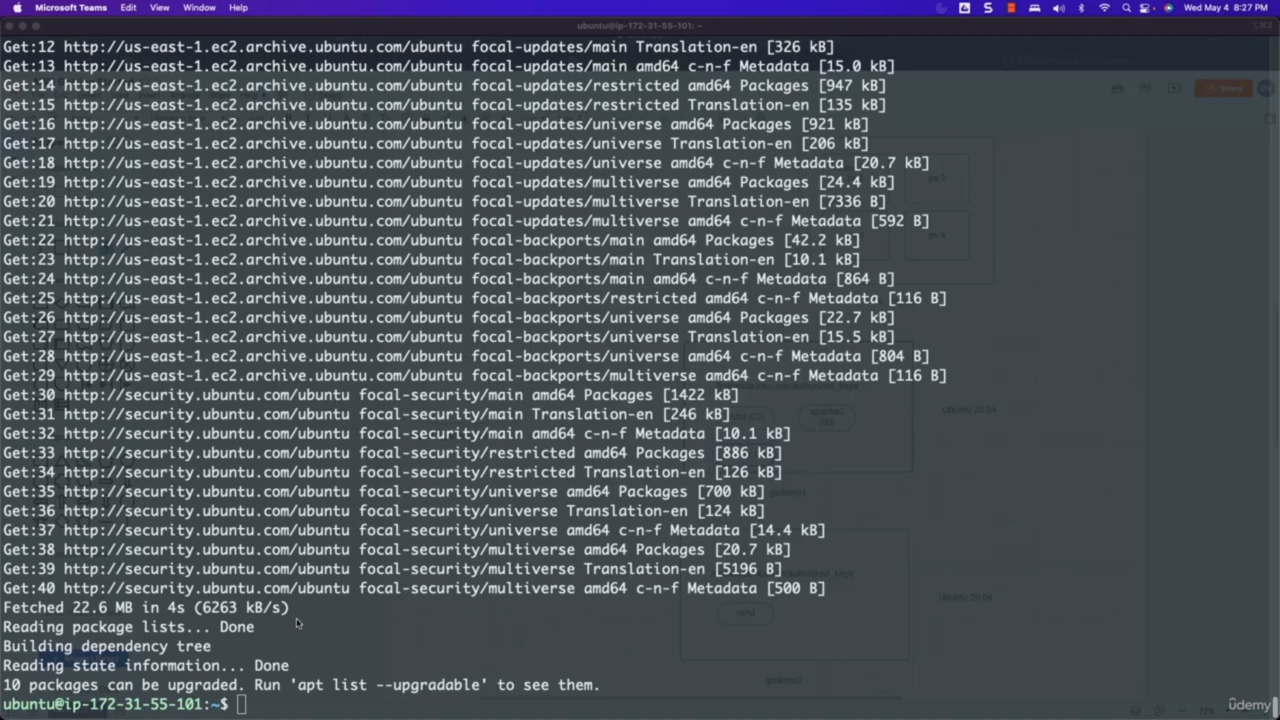 Microsoft Teams Edit View Window Help
Wed May 4 8:27 PM
ubuntu@ip-172-31-55-101: ~
Get:12 http://us-east-1.ec2.archive.ubuntu.com/ubuntu focal-updates/main Translation-en [326 kB]
Get:13 http://us-east-1.ec2.archive.ubuntu.com/ubuntu focal-updates/main amd64 c-n-f Metadata [15.0 kB]
Get:14 http://us-east-1.ec2.archive.ubuntu.com/ubuntu focal-updates/restricted amd64 Packages [947 kB]
Get:15 http://us-east-1.ec2.archive.ubuntu.com/ubuntu focal-updates/restricted Translation-en [135 kB]
Get:16 http://us-east-1.ec2.archive.ubuntu.com/ubuntu focal-updates/universe amd64 Packages [921 kB]
Get:17 http://us-east-1.ec2.archive.ubuntu.com/ubuntu focal-updates/universe Translation-en [206 kB]
Get:18 http://us-east-1.ec2.archive.ubuntu.com/ubuntu focal-updates/universe amd64 c-n-f Metadata [20.7 kB]
Get:19 http://us-east-1.ec2.archive.ubuntu.com/ubuntu focal-updates/multiverse amd64 Packages [24.4 kB]
Get:20 http://us-east-1.ec2.archive.ubuntu.com/ubuntu focal-updates/multiverse Translation-en [7336 B]
Get:21 http://us-east-1.ec2.archive.ubuntu.com/ubuntu focal-updates/multiverse amd64 c-n-f Metadata [592 B]
Get:22 http://us-east-1.ec2.archive.ubuntu.com/ubuntu focal-backports/main amd64 Packages [42.2 kB]
Get:23 http://us-east-1.ec2.archive.ubuntu.com/ubuntu focal-backports/main Translation-en [10.1 kB]
Get:24 http://us-east-1.ec2.archive.ubuntu.com/ubuntu focal-backports/main amd64 c-n-f Metadata [864 B]
Get:25 http://us-east-1.ec2.archive.ubuntu.com/ubuntu focal-backports/restricted amd64 c-n-f Metadata [116 B]
Get:26 http://us-east-1.ec2.archive.ubuntu.com/ubuntu focal-backports/universe amd64 Packages [22.7 kB]
Get:27 http://us-east-1.ec2.archive.ubuntu.com/ubuntu focal-backports/universe Translation-en [15.5 kB]
Get:28 http://us-east-1.ec2.archive.ubuntu.com/ubuntu focal-backports/universe amd64 c-n-f Metadata [804 B]
Get:29 http://us-east-1.ec2.archive.ubuntu.com/ubuntu focal-backports/multiverse amd64 c-n-f Metadata [116 B]
Get:30 http://security.ubuntu.com/ubuntu focal-security/main amd64 Packages [1422 kB]
Get:31 http://security.ubuntu.com/ubuntu focal-security/main Translation-en [246 kB]
Get:32 http://security.ubuntu.com/ubuntu focal-security/main amd64 c-n-f Metadata [10.1 kB]
Get:33 http://security.ubuntu.com/ubuntu focal-security/restricted amd64 Packages [886 kB]
Get:34 http://security.ubuntu.com/ubuntu focal-security/restricted Translation-en [126 kB]
Get:35 http://security.ubuntu.com/ubuntu focal-security/universe amd64 Packages [700 kB]
Get:36 http://security.ubuntu.com/ubuntu focal-security/universe Translation-en [124 kB]
Get:37 http://security.ubuntu.com/ubuntu focal-security/universe amd64 c-n-f Metadata [14.4 kB]
Get:38 http://security.ubuntu.com/ubuntu focal-security/multiverse amd64 Packages [20.7 kB]
Get:39 http://security.ubuntu.com/ubuntu focal-security/multiverse Translation-en [5196 B]
Get:40 http://security.ubuntu.com/ubuntu focal-security/multiverse amd64 c-n-f Metadata [500 B]
Fetched 22.6 MB in 4s (6263 kB/s)
Reading package lists... Done
Building dependency tree
Reading state information... Done
10 packages can be upgraded. Run 'apt list --upgradable' to see them.
ubuntu@ip-172-31-55-101:~$
Share
apache2
Ubuntu 20.04
sshd
udemy